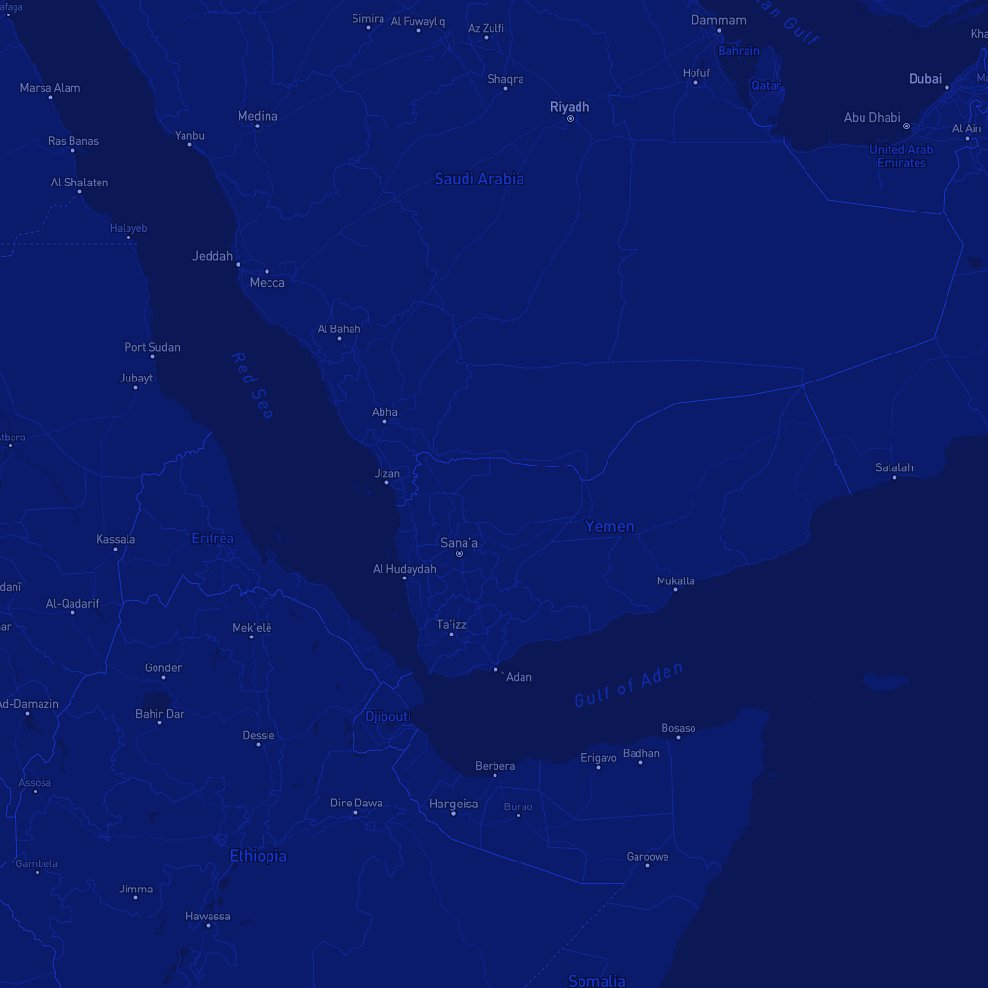 Simira
Al Fuwayliq
Az Zulfi
Dammam
Bahrain
Marsa Alam
Shaqra
Hofuf
Qatar
Dubai
Medina
Riyadh
Abu Dhabi
Ras Banas
Yanbu
Al Ain
United Arab
Emirates
Al Shalaten
Saudi Arabia
Halayeb
Jeddah
Mecca
Al Bahah
Port Sudan
Jubayt
Red Sea
Abha
Jizan
Salalah
Yemen
Kassala
Eritrea
Sana'a
Al Hudaydah
Mukalla
Al-Qadarif
Mek'elē
Ta'izz
Gonder
Adan
Gulf of Aden
Ad-Damazin
Bahir Dar
Djibouti
Dessie
Bosaso
Erigavo
Badhan
Berbera
Assosa
Dire Dawa
Hargeisa
Burao
Ethiopia
Garoowe
Gambela
Jimma
Hawassa
Somalia